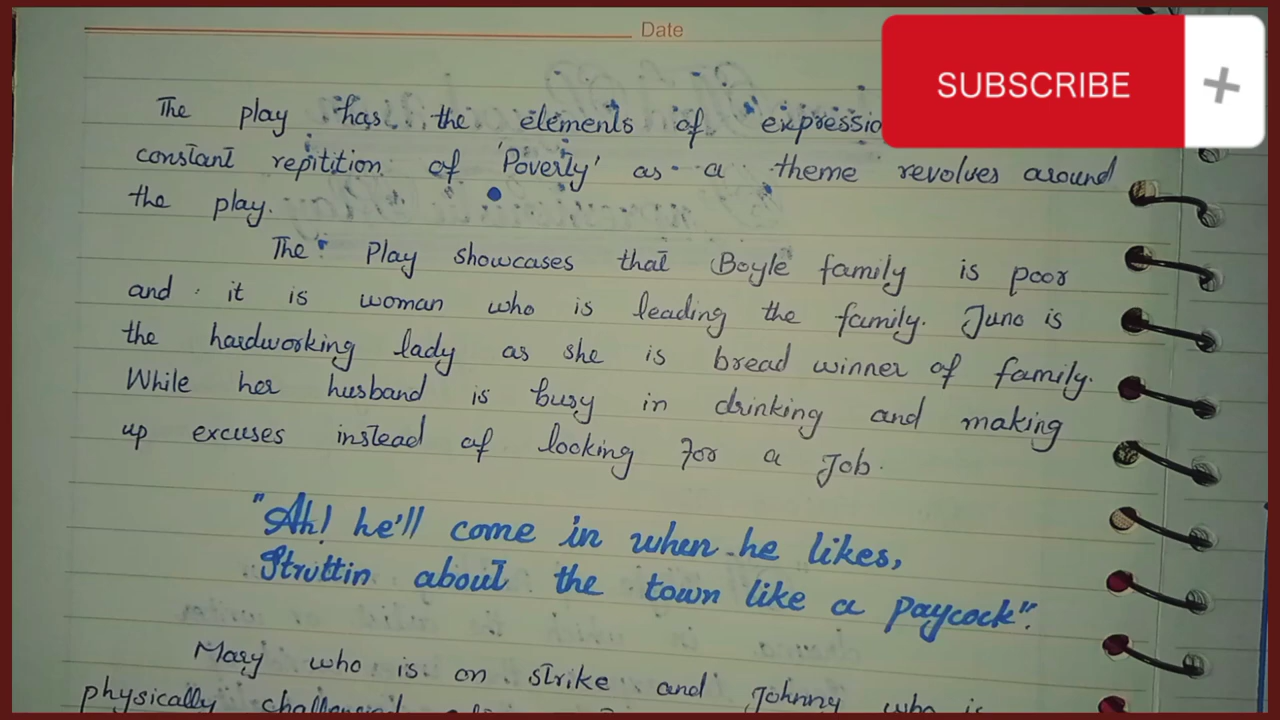 Date
SUBSCRIBE
The play has the elements of "expressio
constant repitition of 'Poverty' as a theme revolves around
the play.
The Play showcases that Boyle family is poor
and it is woman who is leading the family. Juno is
the hardworking lady as she is bread winner of family.
While her husband is busy in drinking and making
up excuses instead of looking for a Job.
"Ah! he'll come in when he likes,
Struttin about the town like a paycock".
Mary who is on strike and Johnny who is
physically challenged